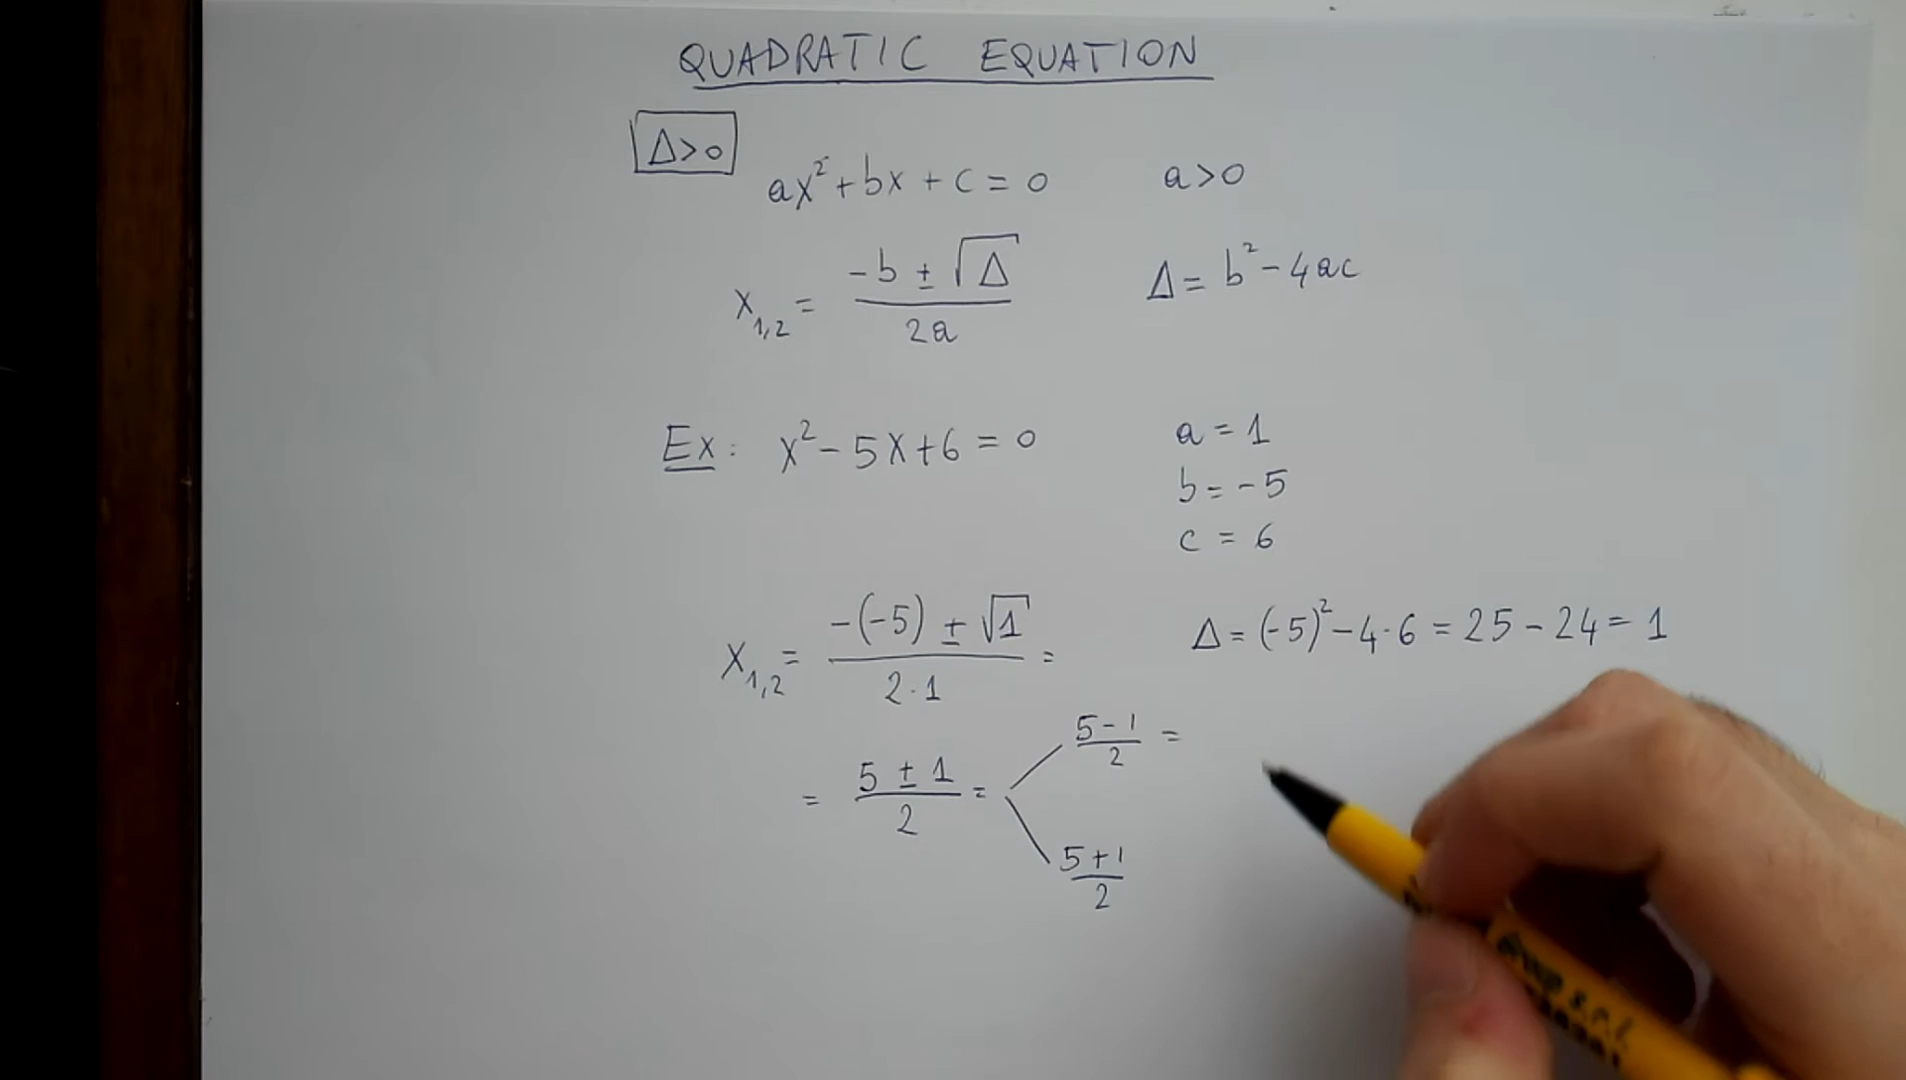 QUADRATIC EQUATION
Δ>0
ax²+bx+c=0 a>0
x₁,₂ = (-b ± √Δ)/2a Δ = b²-4ac
Ex: x²-5x+6=0 a=1
b=-5
c=6
x₁,₂ = (-(-5) ± √1)/(2·1) = Δ=(-5)²-4·6=25-24=1
= (5 ± 1)/2 = (5-1)/2 =
(5+1)/2
group s.r.l.